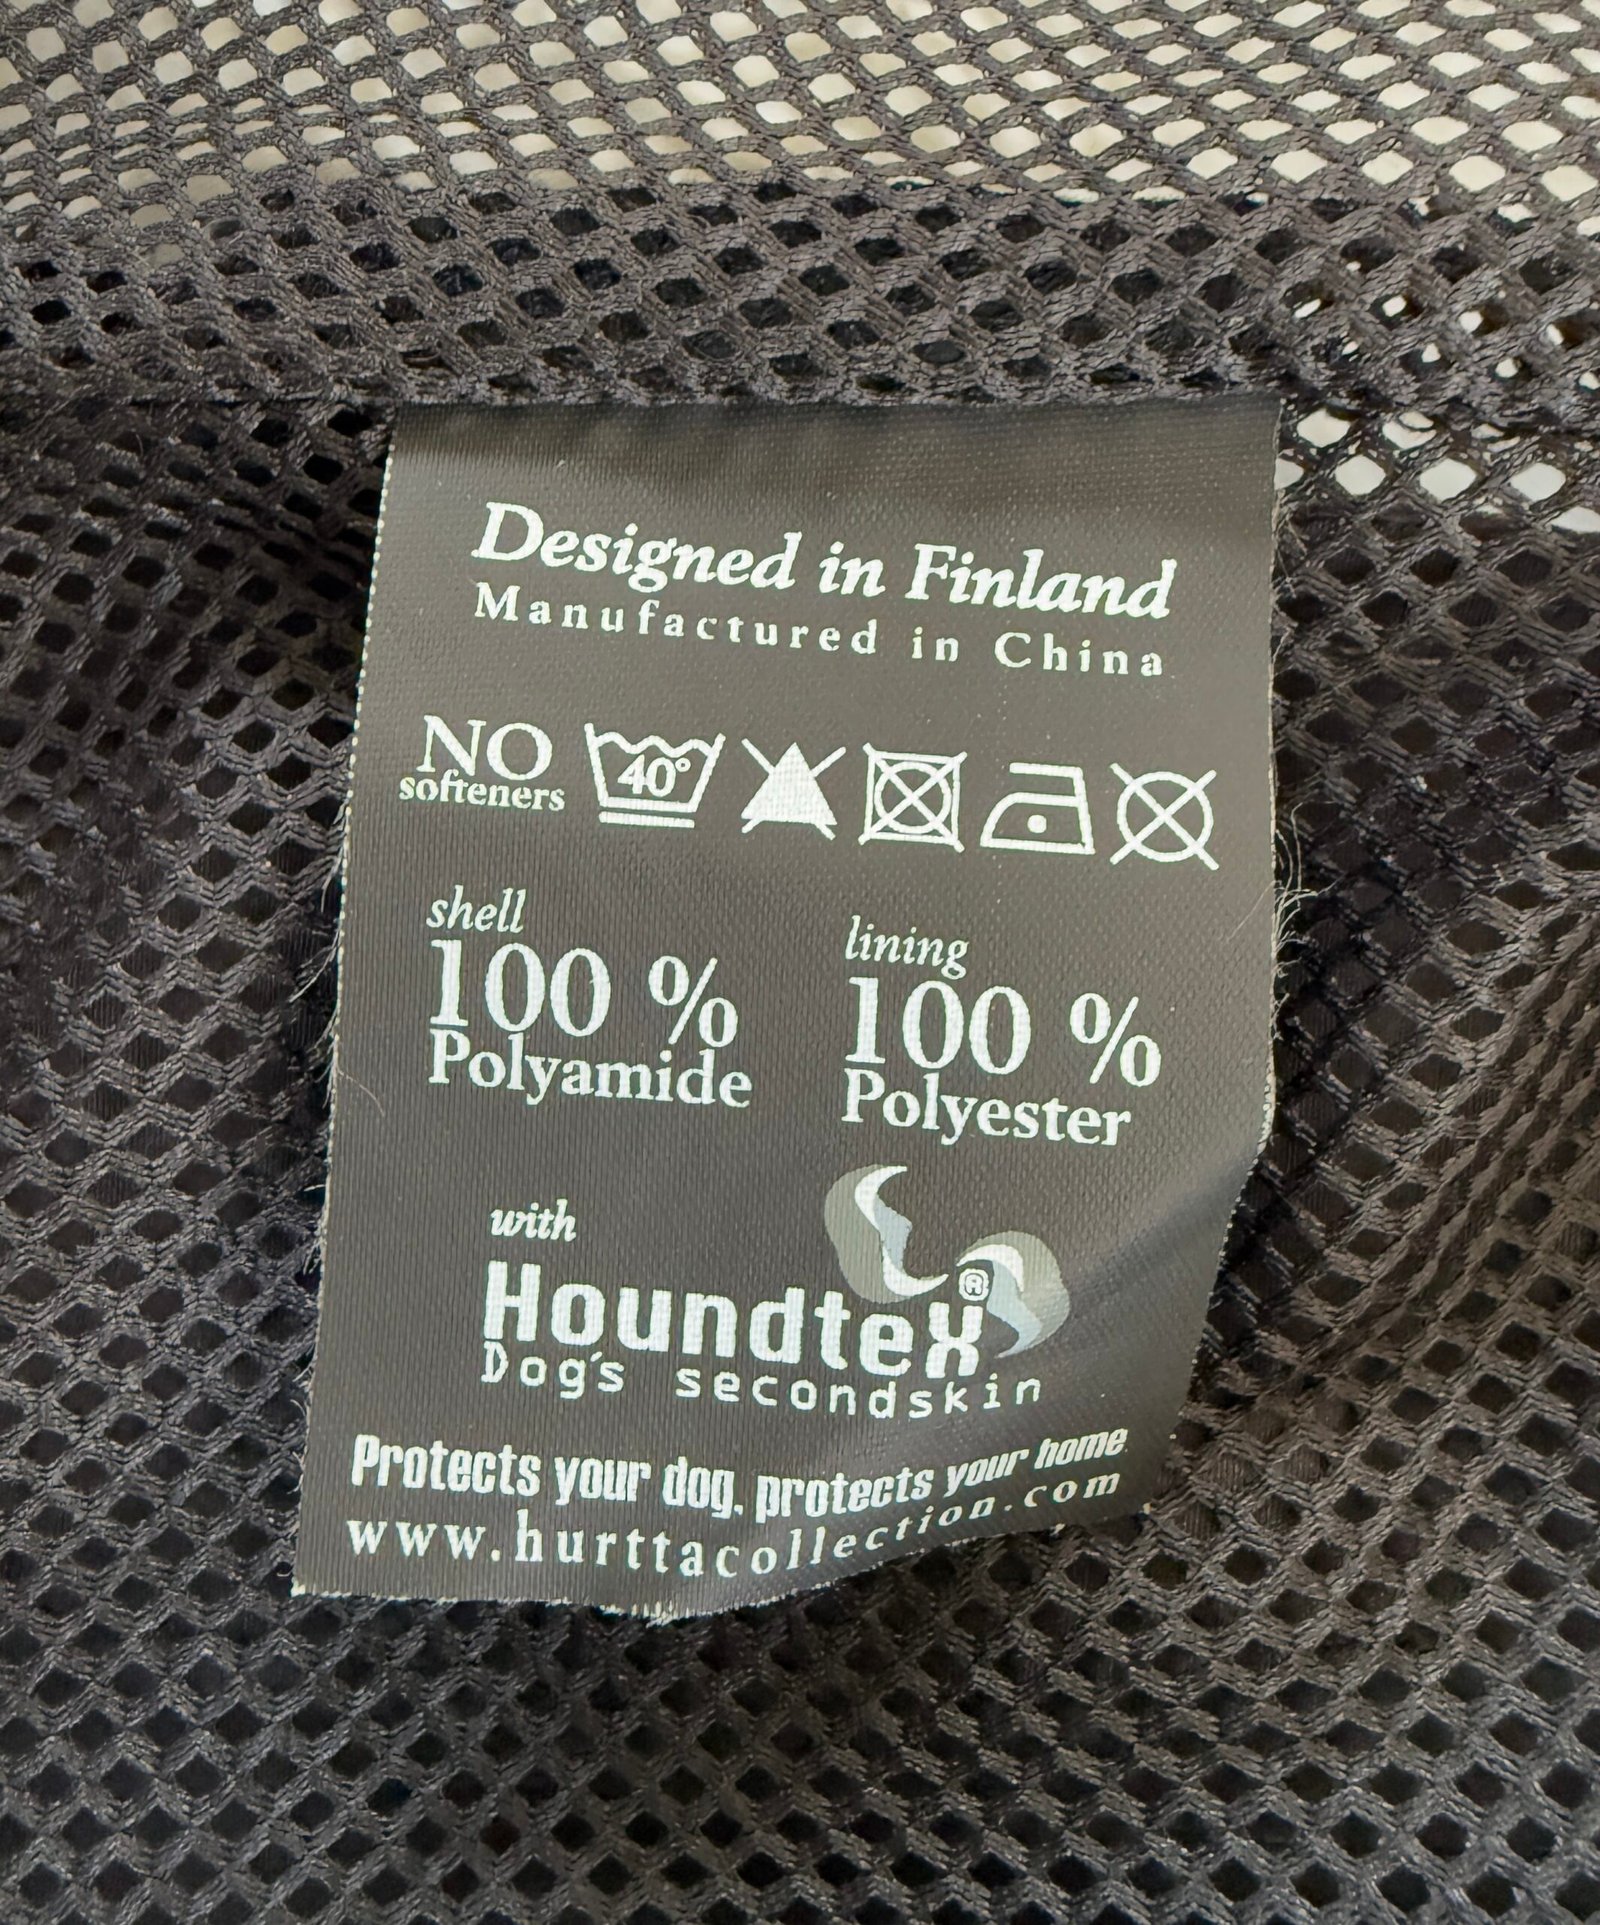 Designed in Finland
Manufactured in China
NO
softeners
40°
shell
100 %
Polyamide
lining
100 %
Polyester
with
Houndtex®
Dog's secondskin
Protects your dog, protects your home
www.hurttacollection.com